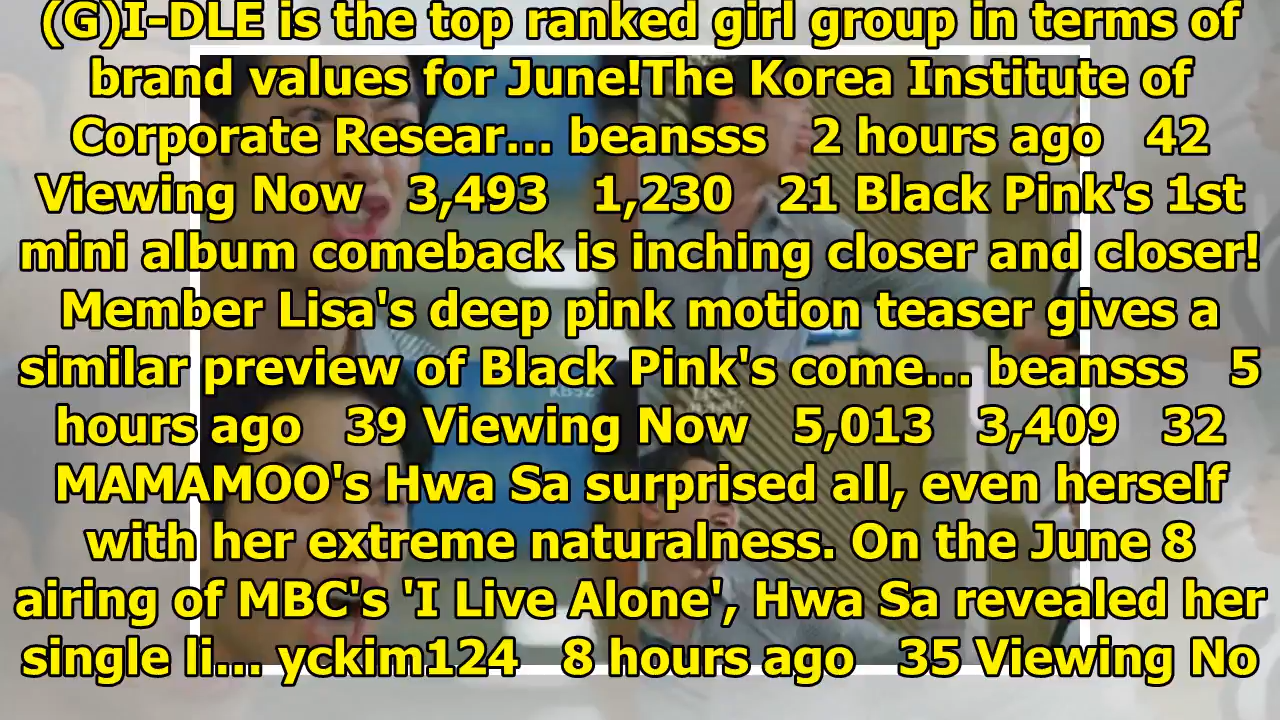 (G)I-DLE is the top ranked girl group in terms of
brand values for June!The Korea Institute of
Corporate Resear... beansss 2 hours ago 42
Viewing Now 3,493 1,230 21 Black Pink's 1st
mini album comeback is inching closer and closer!
Member Lisa's deep pink motion teaser gives a
similar preview of Black Pink's come... beansss 5
hours ago 39 Viewing Now 5,013 3,409 32
MAMAMOO's Hwa Sa surprised all, even herself
with her extreme naturalness. On the June 8
airing of MBC's 'I Live Alone', Hwa Sa revealed her
single li... yckim124 8 hours ago 35 Viewing No
KBS2